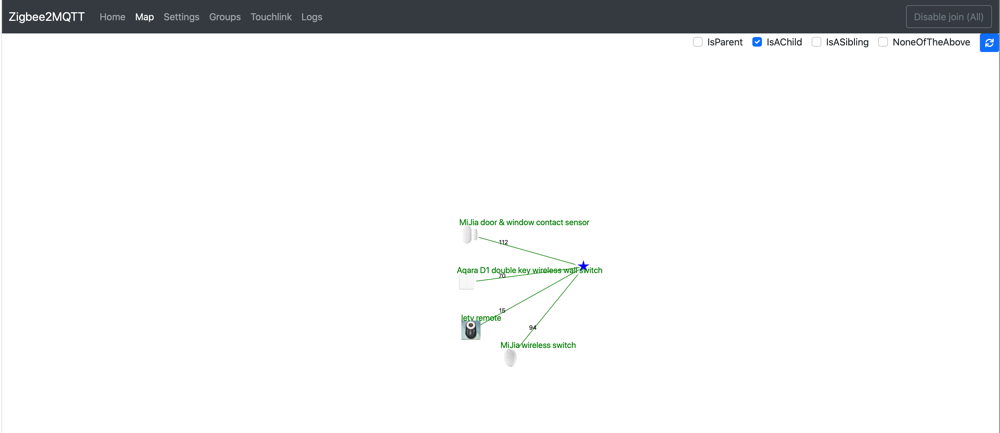 Zigbee2MQTT Home Map Settings Groups Touchlink Logs Disable join (All)
IsParent IsAChild IsASibling NoneOfTheAbove
MiJia door & window contact sensor
112
Aqara D1 double key wireless wall switch
70
15
letv remote
94
MiJia wireless switch